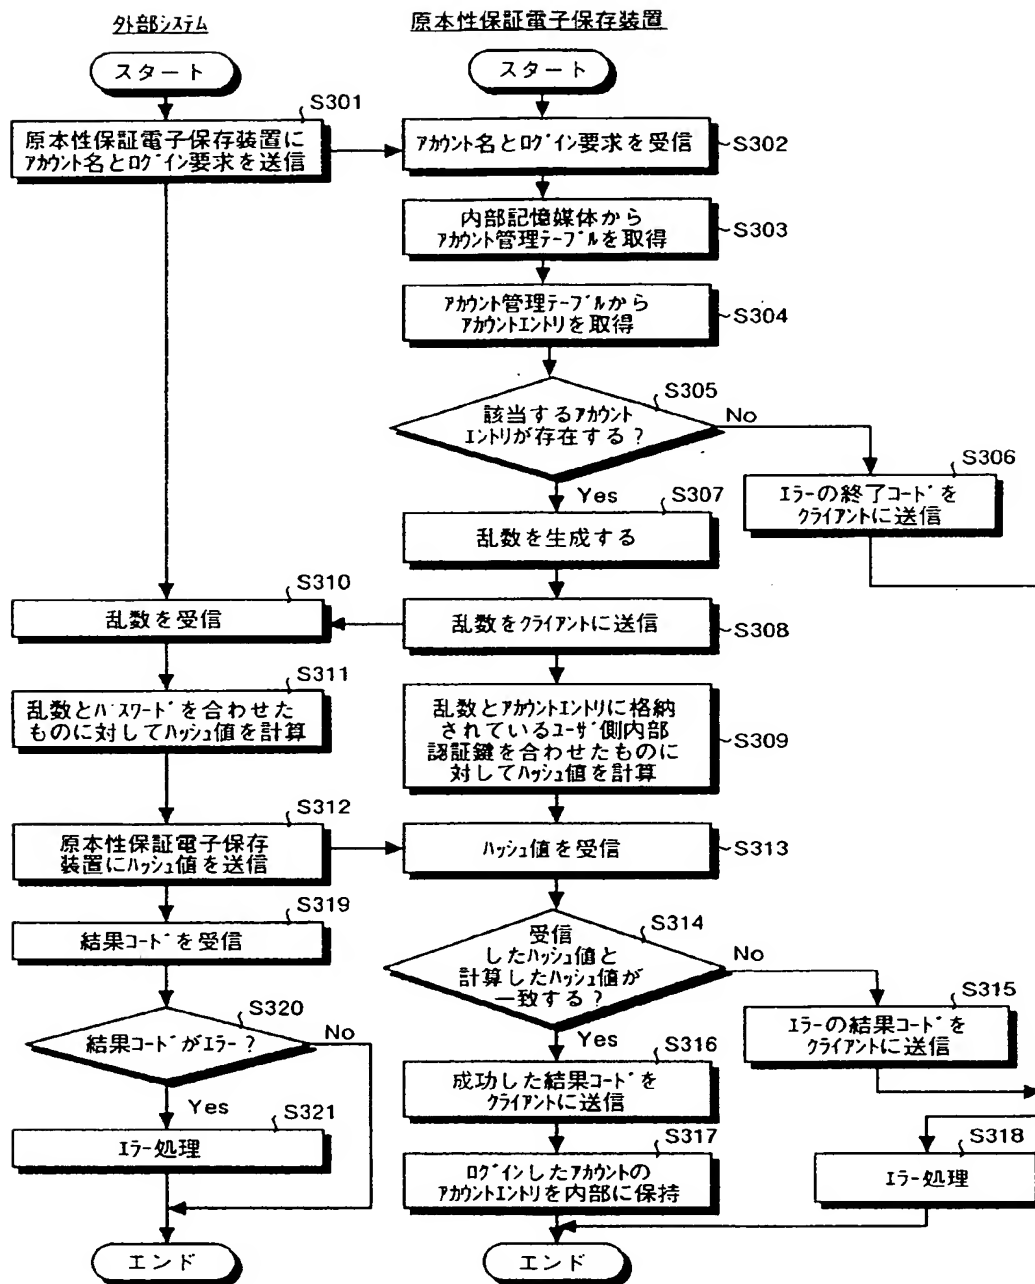 外部システム
原本性保証電子保存装置
スタート
スタート
S301
原本性保証電子保存装置に
アカウント名とログイン要求を送信
アカウント名とログイン要求を受信
S302
内部記憶媒体から
アカウント管理テーブルを取得
S303
アカウント管理テーブルから
アカウントエントリを取得
S304
S305
該当するアカウント
エントリが存在する?
No
Yes
S306
エラーの終了コードを
クライアントに送信
S307
乱数を生成する
S310
乱数を受信
乱数をクライアントに送信
S308
S311
乱数とパスワードを合わせた
ものに対してハッシュ値を計算
乱数とアカウントエントリに格納
されているユーザ側内部
認証鍵を合わせたものに
対してハッシュ値を計算
S309
S312
原本性保証電子保存
装置にハッシュ値を送信
ハッシュ値を受信
S313
S319
結果コードを受信
S314
受信
したハッシュ値と
計算したハッシュ値が
一致する?
No
Yes
S315
エラーの結果コードを
クライアントに送信
S320
結果コードがエラー?
No
Yes
S316
成功した結果コードを
クライアントに送信
S321
エラー処理
S317
ログインしたアカウントの
アカウントエントリを内部に保持
S318
エラー処理
エンド
エンド